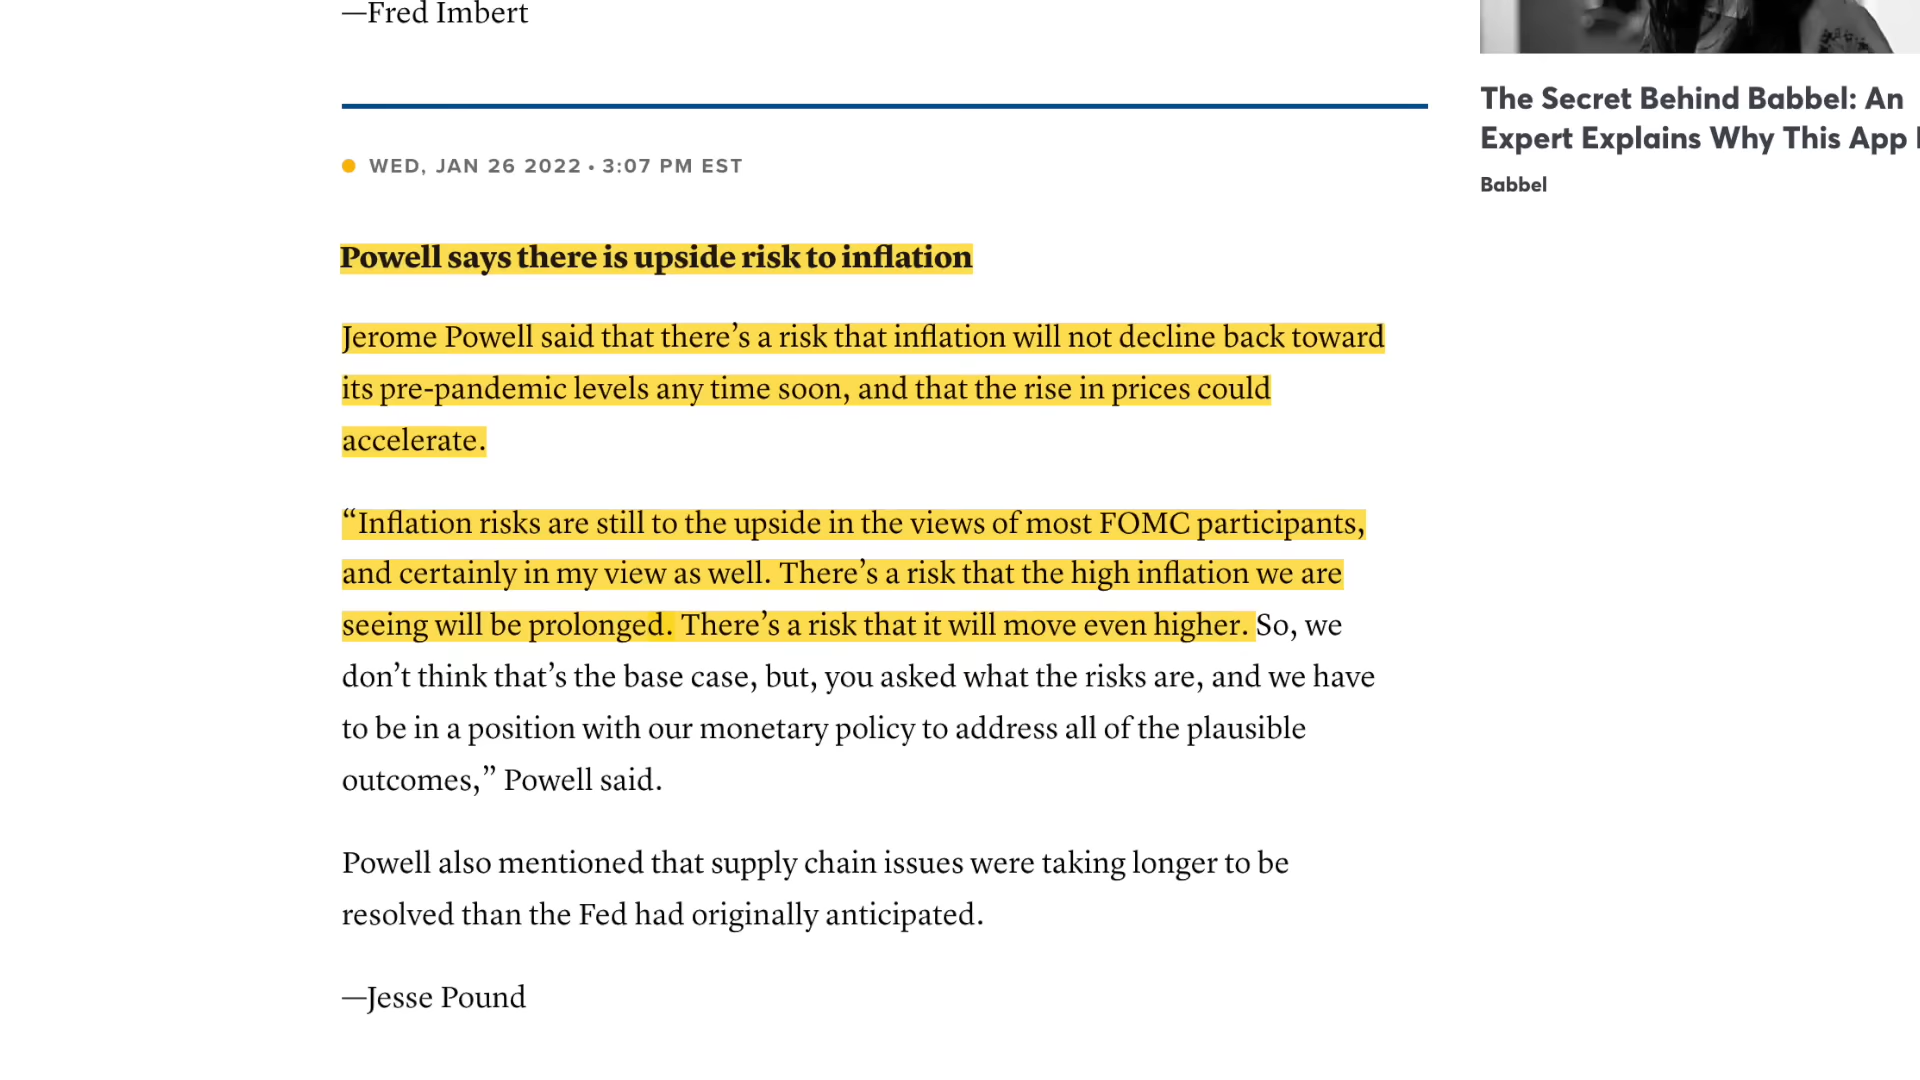 —Fred Imbert
WED, JAN 26 2022 • 3:07 PM EST
Powell says there is upside risk to inflation
Jerome Powell said that there’s a risk that inflation will not decline back toward
its pre-pandemic levels any time soon, and that the rise in prices could
accelerate.
“Inflation risks are still to the upside in the views of most FOMC participants,
and certainly in my view as well. There’s a risk that the high inflation we are
seeing will be prolonged. There’s a risk that it will move even higher. So, we
don’t think that’s the base case, but, you asked what the risks are, and we have
to be in a position with our monetary policy to address all of the plausible
outcomes,” Powell said.
Powell also mentioned that supply chain issues were taking longer to be
resolved than the Fed had originally anticipated.
—Jesse Pound
The Secret Behind Babbel: An
Expert Explains Why This App
Babbel